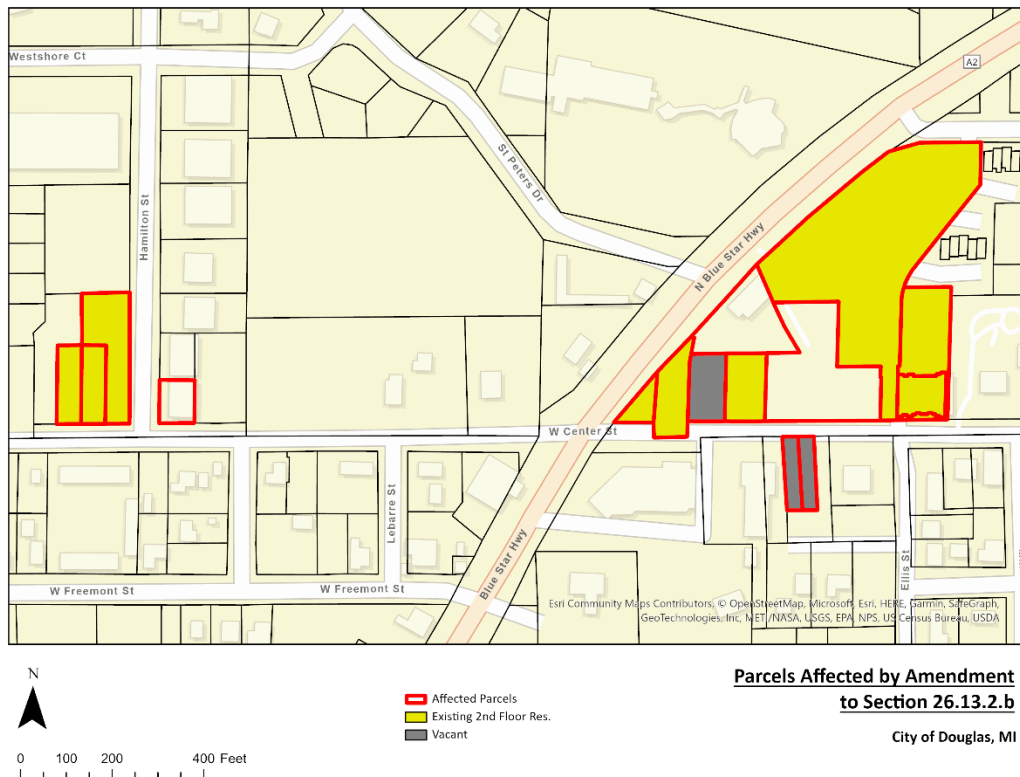 Westshore Ct
A2
St Peters Dr
Hamilton St
N Blue Star Hwy
W Center St
Lebarre St
Blue Star Hwy
Ellis St
W Freemont St
W Freemont St
Esri Community Maps Contributors, © OpenStreetMap, Microsoft, Esri, HERE, Garmin, SafeGraph,
GeoTechnologies, Inc, MET/NASA, USGS, EPA, NPS, US Census Bureau, USDA
N
0 100 200 400 Feet
Affected Parcels
Existing 2nd Floor Res.
Vacant
Parcels Affected by Amendment
to Section 26.13.2.b
City of Douglas, MI